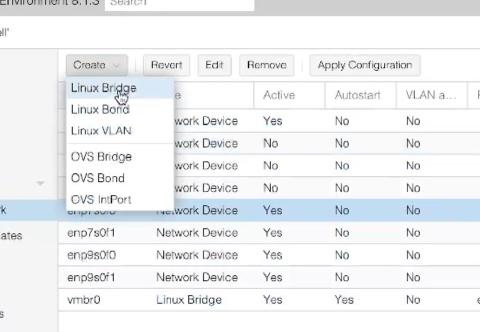 Environment 8.1.3 Search
ell'
Create Revert Edit Remove Apply Configuration
Linux Bridge
Linux Bond
Linux VLAN
OVS Bridge
OVS Bond
OVS IntPort
Active Autostart VLAN a...
Network Device Yes No No
Network Device No No No
Network Device No No No
Network Device No No No
Network Device Yes No No
enp7s0f1 Network Device Yes No No
enp9s0f0 Network Device Yes No No
enp9s0f1 Network Device Yes No No
vmbr0 Linux Bridge Yes Yes No